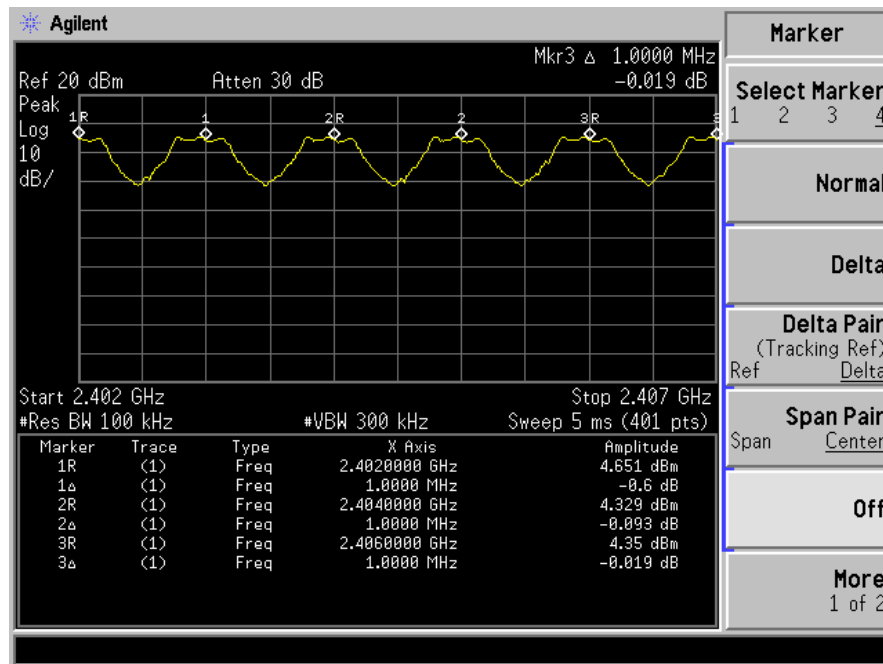 Agilent
Mkr3 Δ 1.0000 MHz
Ref 20 dBm Atten 30 dB -0.019 dB
Peak
Log
10
dB/
1R 1 2R 2 3R 3
Start 2.402 GHz Stop 2.407 GHz
#Res BW 100 kHz #VBW 300 kHz Sweep 5 ms (401 pts)
Marker Trace Type X Axis Amplitude
1R (1) Freq 2.4020000 GHz 4.651 dBm
1Δ (1) Freq 1.0000 MHz -0.6 dB
2R (1) Freq 2.4040000 GHz 4.329 dBm
2Δ (1) Freq 1.0000 MHz -0.093 dB
3R (1) Freq 2.4060000 GHz 4.35 dBm
3Δ (1) Freq 1.0000 MHz -0.019 dB
Marker
Select Marker
1 2 3 4
Normal
Delta
Delta Pair
(Tracking Ref)
Ref Delta
Span Pair
Span Center
Off
More
1 of 2